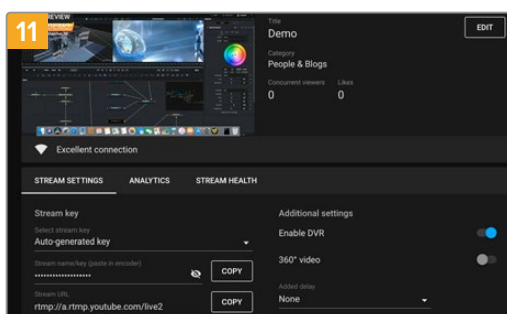 11
REVIEW
Title
Demo
EDIT
Category
People & Blogs
Concurrent viewers Likes
0 0
Excellent connection
STREAM SETTINGS ANALYTICS STREAM HEALTH
Stream key
Additional settings
Select stream key
Auto-generated key
Enable DVR
360° video
Stream name/key (paste in encoder)
•••••••••••••••••••
COPY
Added delay
None
Stream URL
rtmp://a.rtmp.youtube.com/live2
COPY